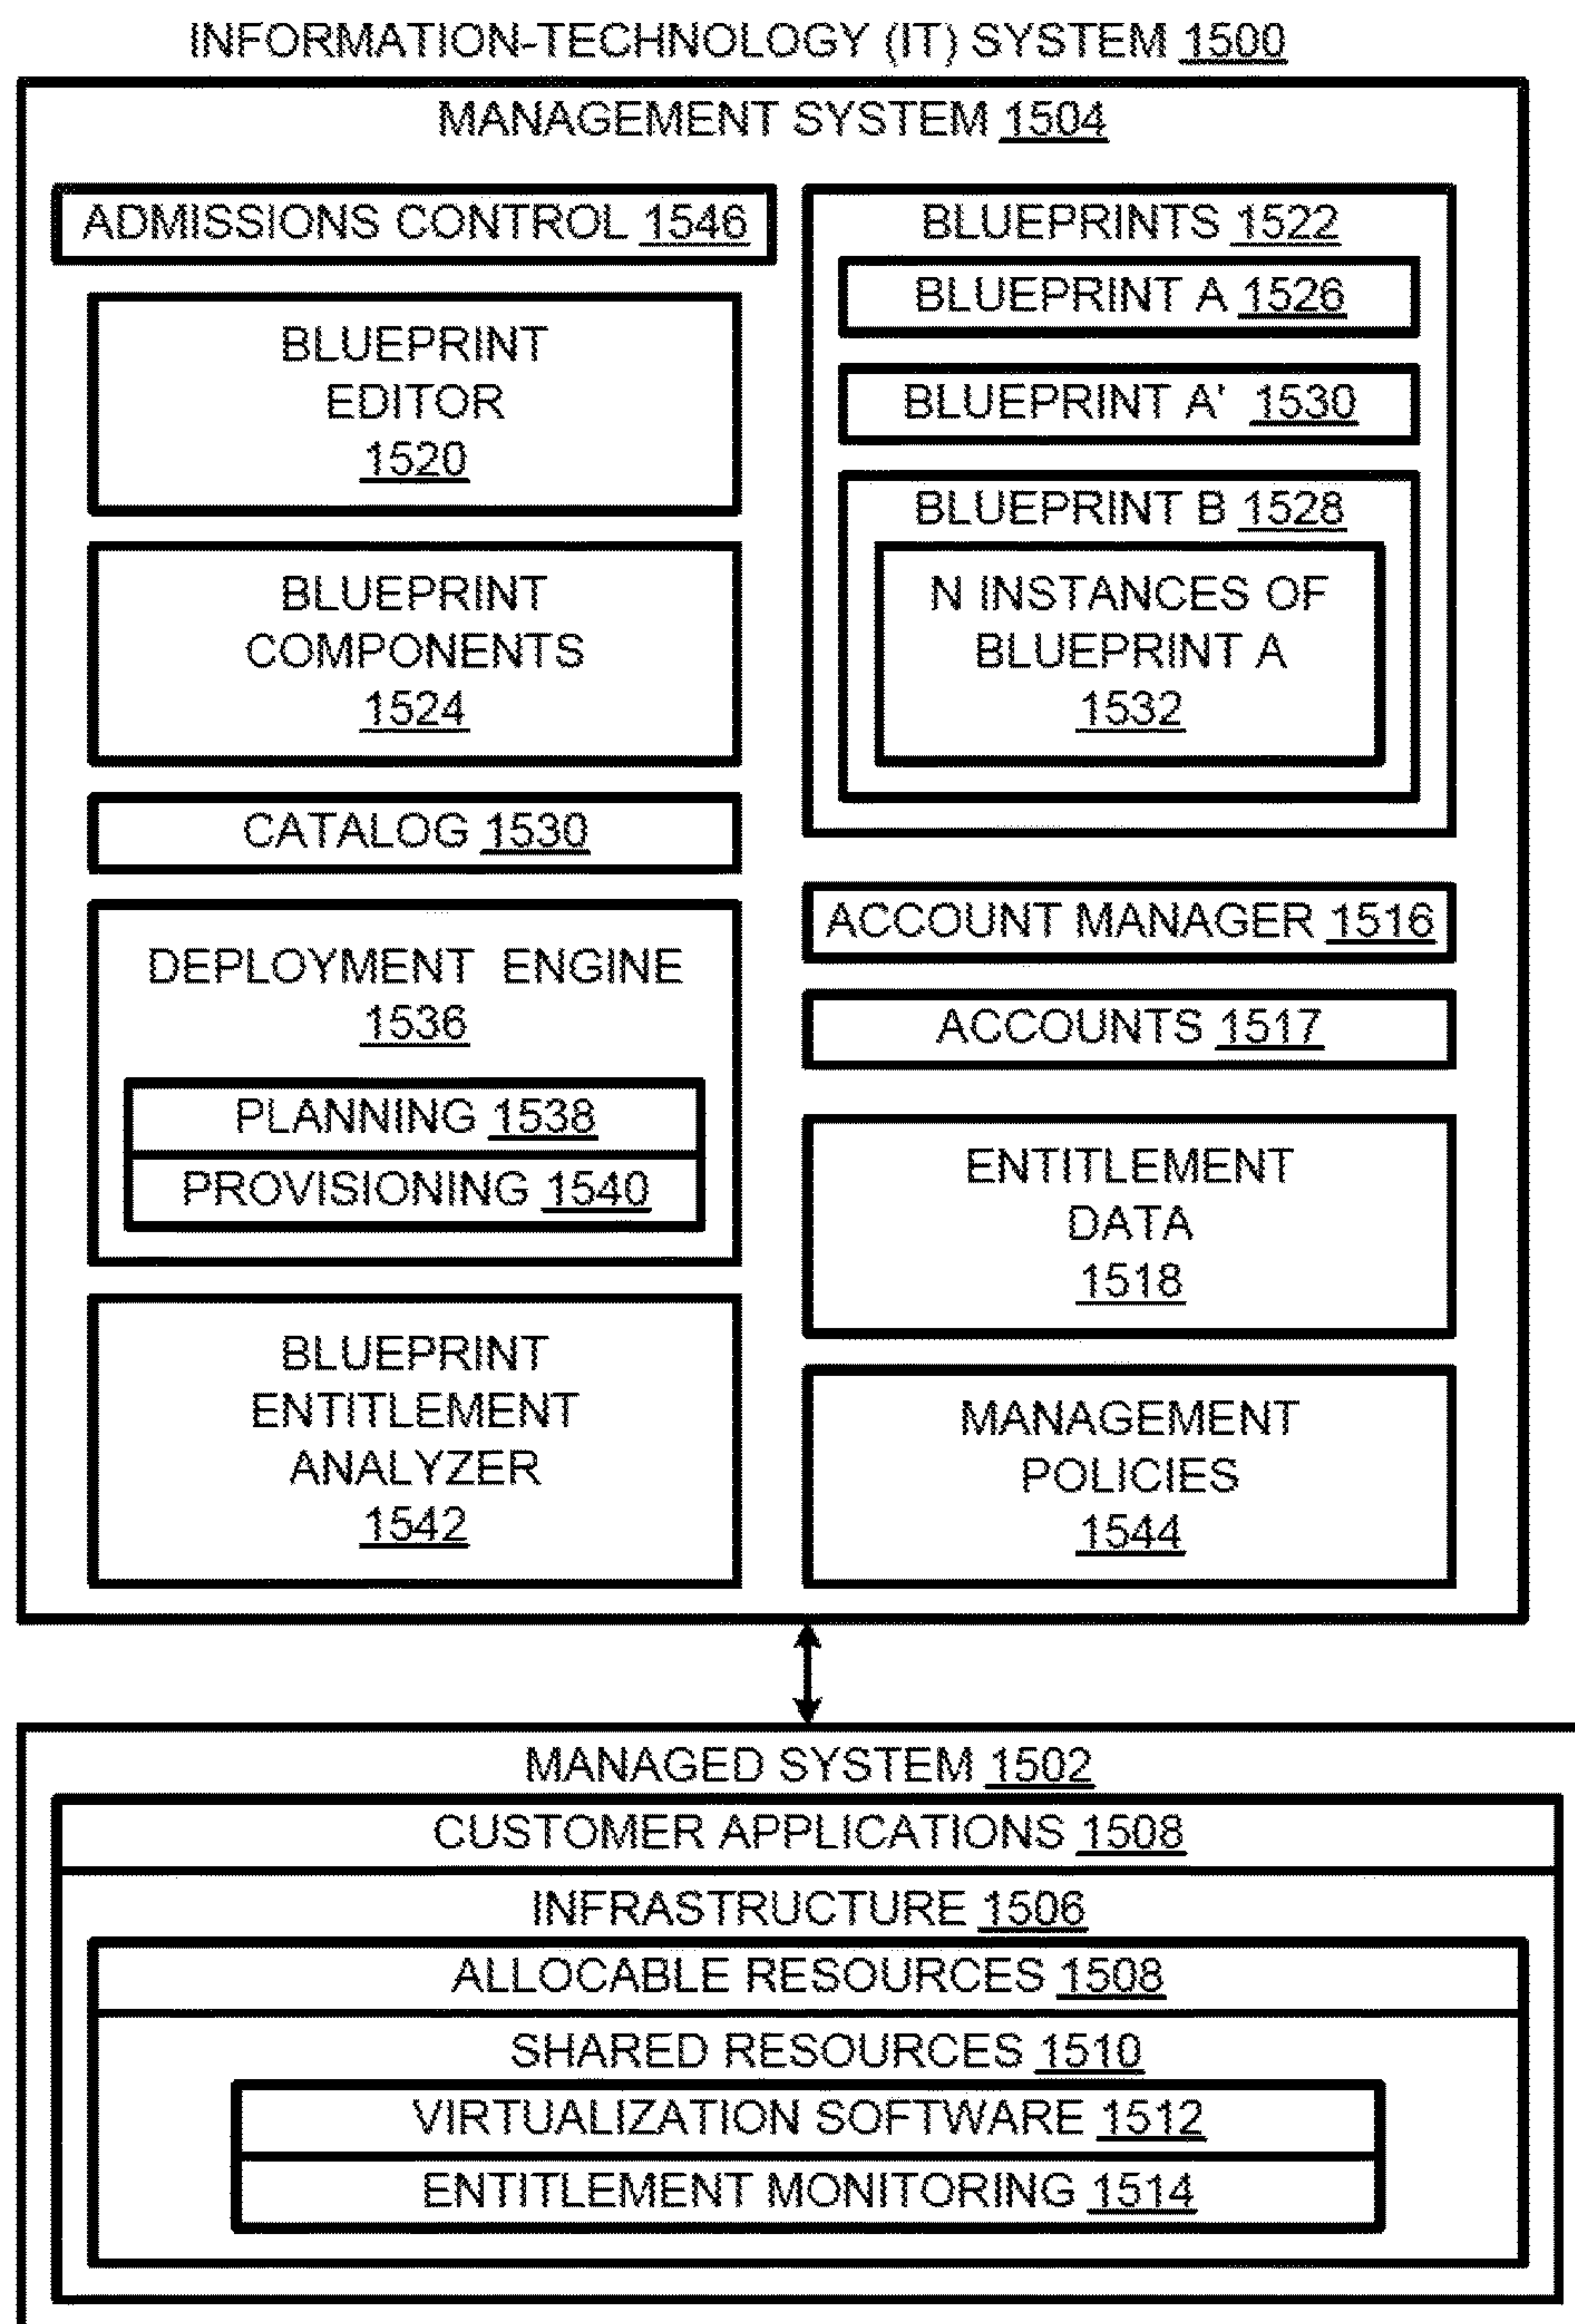 INFORMATION-TECHNOLOGY (IT) SYSTEM 1500
MANAGEMENT SYSTEM 1504
ADMISSIONS CONTROL 1546
BLUEPRINT
EDITOR
1520
BLUEPRINT
COMPONENTS
1524
CATALOG 1530
DEPLOYMENT ENGINE
1536
PLANNING 1538
PROVISIONING 1540
BLUEPRINT
ENTITLEMENT
ANALYZER
1542
BLUEPRINTS 1522
BLUEPRINT A 1526
BLUEPRINT A' 1530
BLUEPRINT B 1528
N INSTANCES OF
BLUEPRINT A
1532
ACCOUNT MANAGER 1516
ACCOUNTS 1517
ENTITLEMENT
DATA
1518
MANAGEMENT
POLICIES
1544
MANAGED SYSTEM 1502
CUSTOMER APPLICATIONS 1508
INFRASTRUCTURE 1506
ALLOCABLE RESOURCES 1508
SHARED RESOURCES 1510
VIRTUALIZATION SOFTWARE 1512
ENTITLEMENT MONITORING 1514